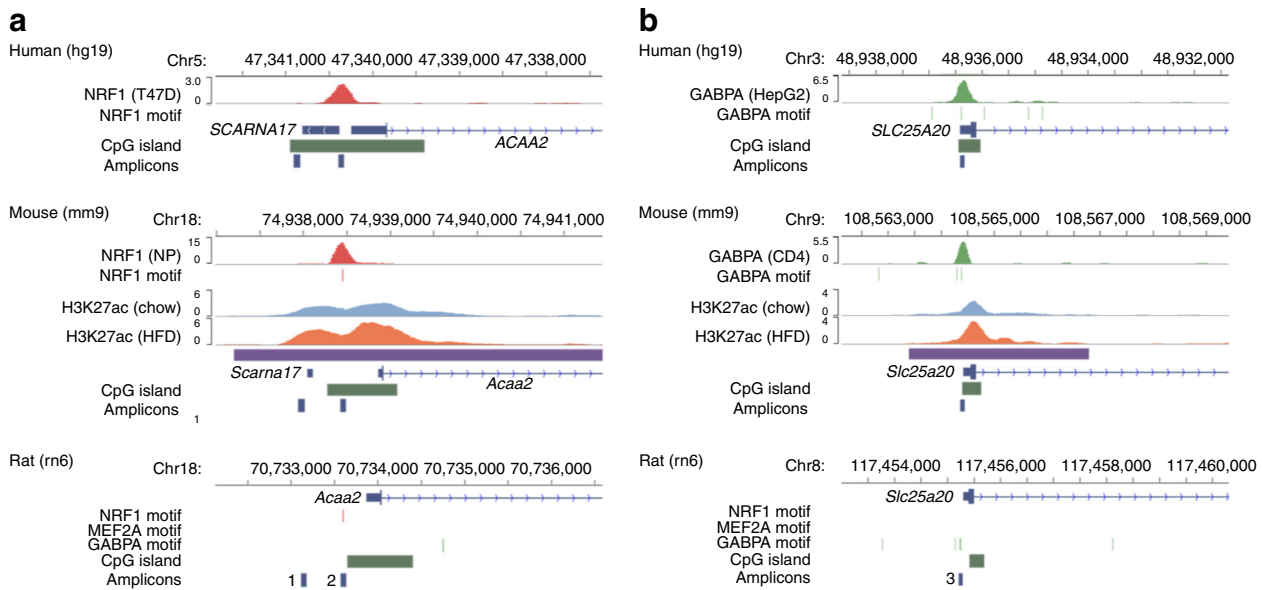 a
Human (hg19)
Chr5:
47,341,000 47,340,000 47,339,000 47,338,000
3.0
NRF1 (T47D)
0
NRF1 motif
SCARNA17
ACAA2
CpG island
Amplicons
Mouse (mm9)
Chr18:
74,938,000 74,939,000 74,940,000 74,941,000
15
NRF1 (NP)
0
NRF1 motif
6
H3K27ac (chow)
0
6
H3K27ac (HFD)
0
Scarna17
Acaa2
CpG island
Amplicons
1
Rat (rn6)
Chr18:
70,733,000 70,734,000 70,735,000 70,736,000
Acaa2
NRF1 motif
MEF2A motif
GABPA motif
CpG island
Amplicons
1
2
b
Human (hg19)
Chr3:
48,938,000 48,936,000 48,934,000 48,932,000
6.5
GABPA (HepG2)
0
GABPA motif
SLC25A20
CpG island
Amplicons
Mouse (mm9)
Chr9:
108,563,000 108,565,000 108,567,000 108,569,000
5.5
GABPA (CD4)
0
GABPA motif
4
H3K27ac (chow)
0
4
H3K27ac (HFD)
0
Slc25a20
CpG island
Amplicons
Rat (rn6)
Chr8:
117,454,000 117,456,000 117,458,000 117,460,000
Slc25a20
NRF1 motif
MEF2A motif
GABPA motif
CpG island
Amplicons
3